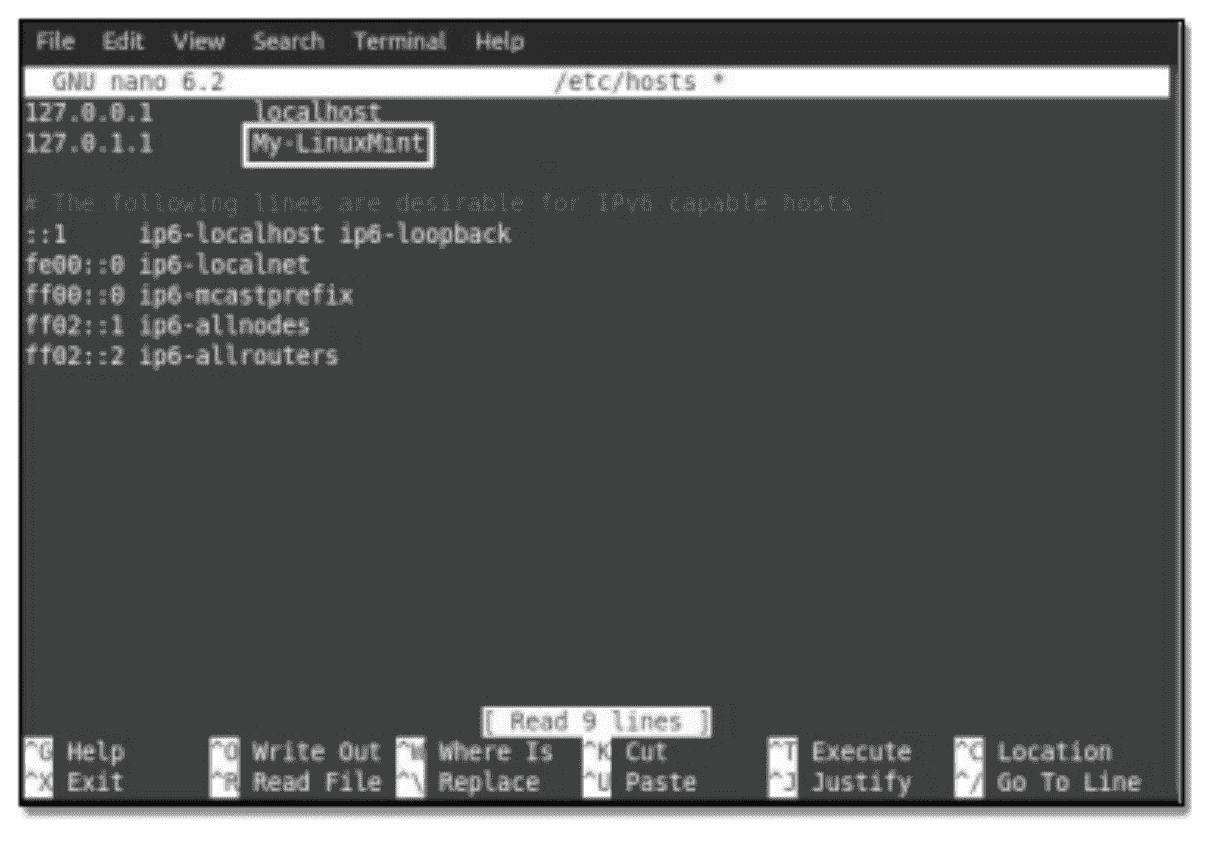 File Edit View Search Terminal Help
GNU nano 6.2 /etc/hosts *
127.0.0.1 localhost
127.0.1.1 My-LinuxMint
# The following lines are desirable for IPv6 capable hosts
::1 ip6-localhost ip6-loopback
fe00::0 ip6-localnet
ff00::0 ip6-mcastprefix
ff02::1 ip6-allnodes
ff02::2 ip6-allrouters
[ Read 9 lines ]
^G Help ^O Write Out ^W Where Is ^K Cut ^T Execute ^C Location
^X Exit ^R Read File ^\ Replace ^U Paste ^J Justify ^/ Go To Line